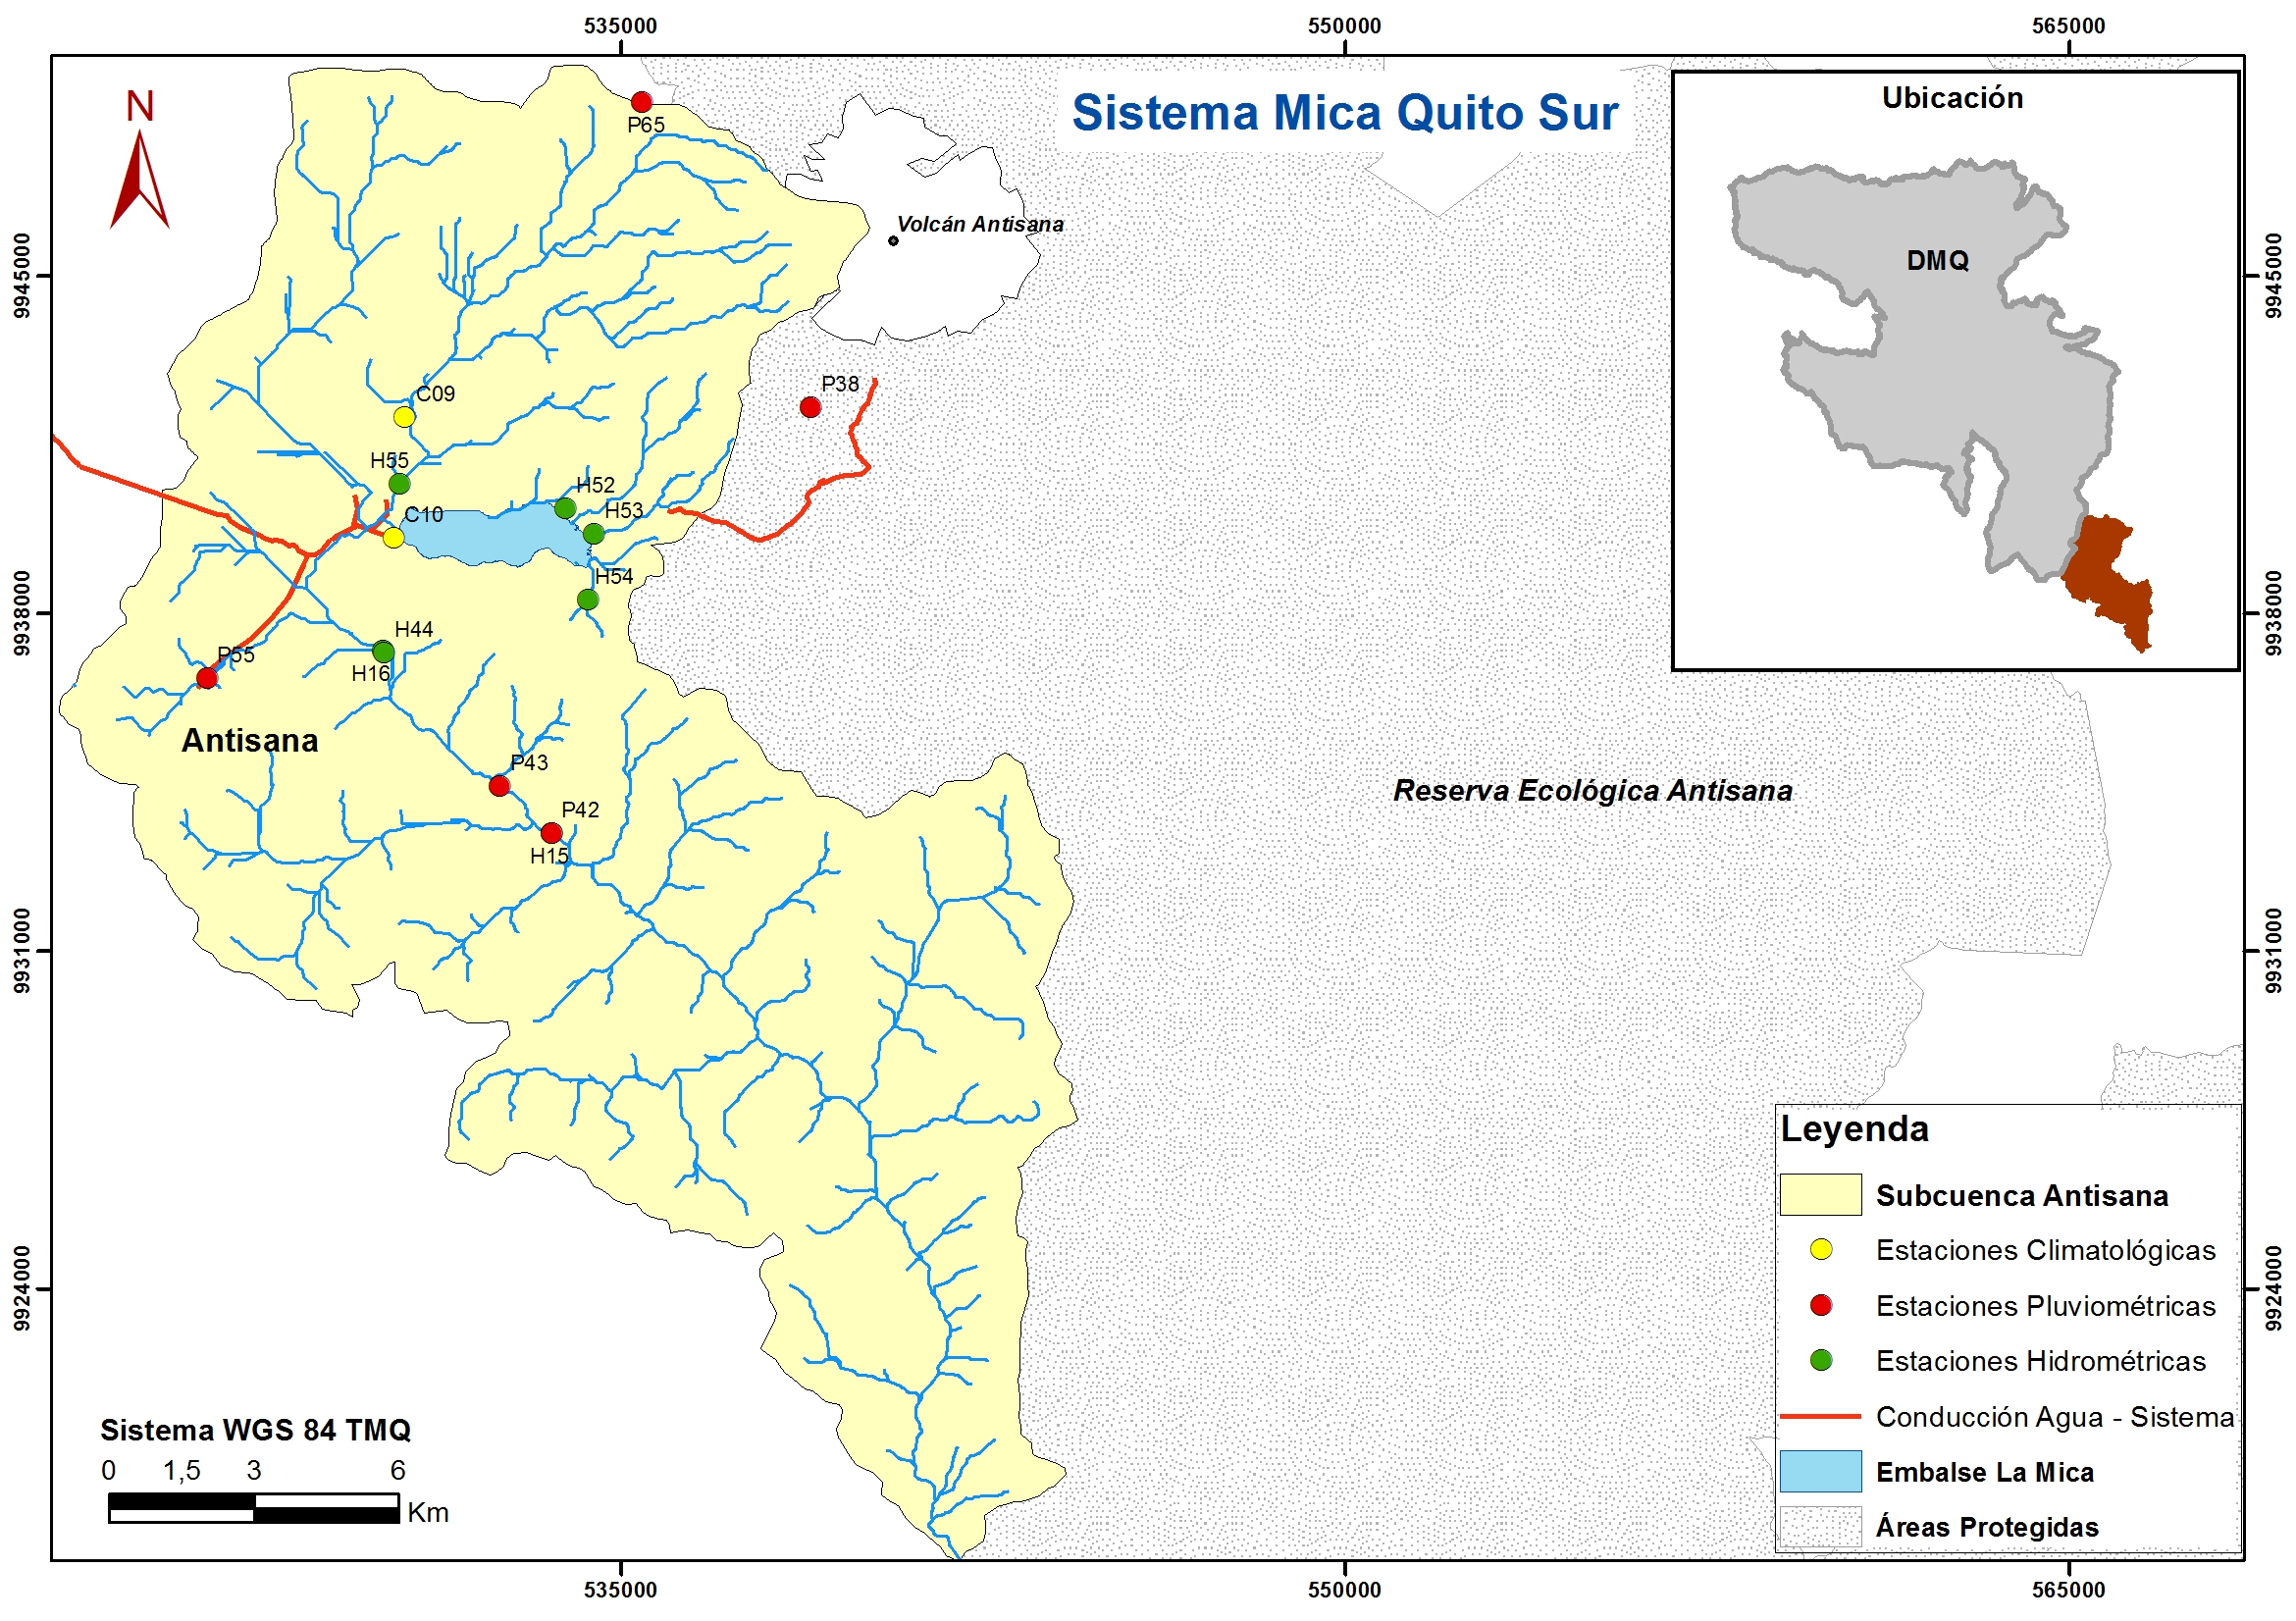 535000
550000
565000
Sistema Mica Quito Sur
Ubicación
N
P65
Volcán Antisana
DMQ
9945000
9945000
P38
C09
H55
H52
C10
H53
H54
9938000
9938000
H44
P55
H16
Antisana
P43
Reserva Ecológica Antisana
P42
H15
9931000
9931000
Leyenda
Subcuenca Antisana
Estaciones Climatológicas
9924000
9924000
Estaciones Pluviométricas
Estaciones Hidrométricas
Conducción Agua - Sistema
Embalse La Mica
Áreas Protegidas
Sistema WGS 84 TMQ
0 1,5 3 6
Km
535000
550000
565000